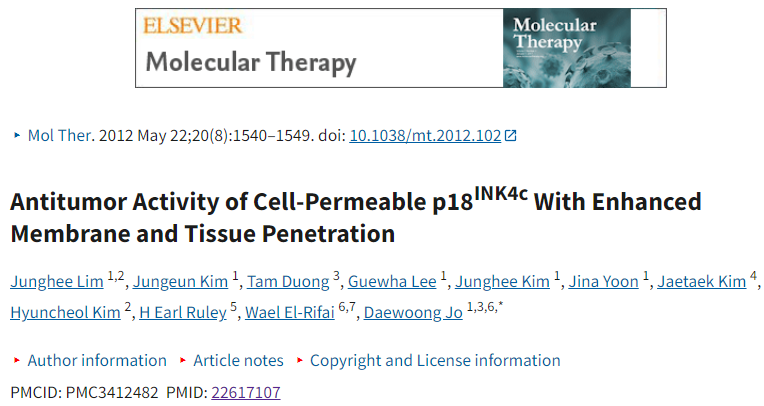 ELSEVIER
Molecular Therapy
Molecular
Therapy
▸ Mol Ther. 2012 May 22;20(8):1540–1549. doi: 10.1038/mt.2012.102
Antitumor Activity of Cell-Permeable p18INK4c With Enhanced
Membrane and Tissue Penetration
Junghee Lim 1,2, Jungeun Kim 1, Tam Duong 3, Guewha Lee 1, Junghee Kim 1, Jina Yoon 1, Jaetaek Kim 4,
Hyuncheol Kim 2, H Earl Ruley 5, Wael El-Rifai 6,7, Daewoong Jo 1,3,6,*
▸ Author information ▸ Article notes ▸ Copyright and License information
PMCID: PMC3412482 PMID: 22617107